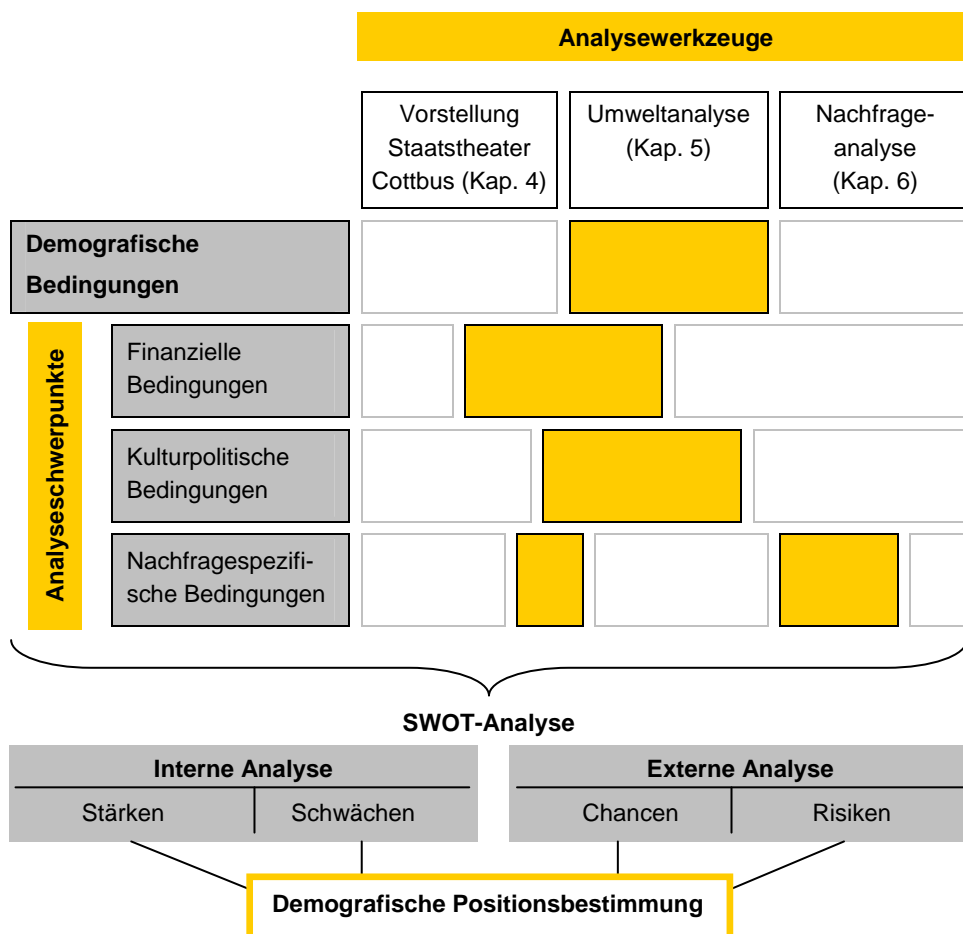 Analysewerkzeuge
Vorstellung
Staatstheater
Cottbus (Kap. 4)
Umweltanalyse
(Kap. 5)
Nachfrage-
analyse
(Kap. 6)
Demografische
Bedingungen
Analyseschwerpunkte
Finanzielle
Bedingungen
Kulturpolitische
Bedingungen
Nachfragespezifi-
sche Bedingungen
SWOT-Analyse
Interne Analyse
Stärken
Schwächen
Externe Analyse
Chancen
Risiken
Demografische Positionsbestimmung